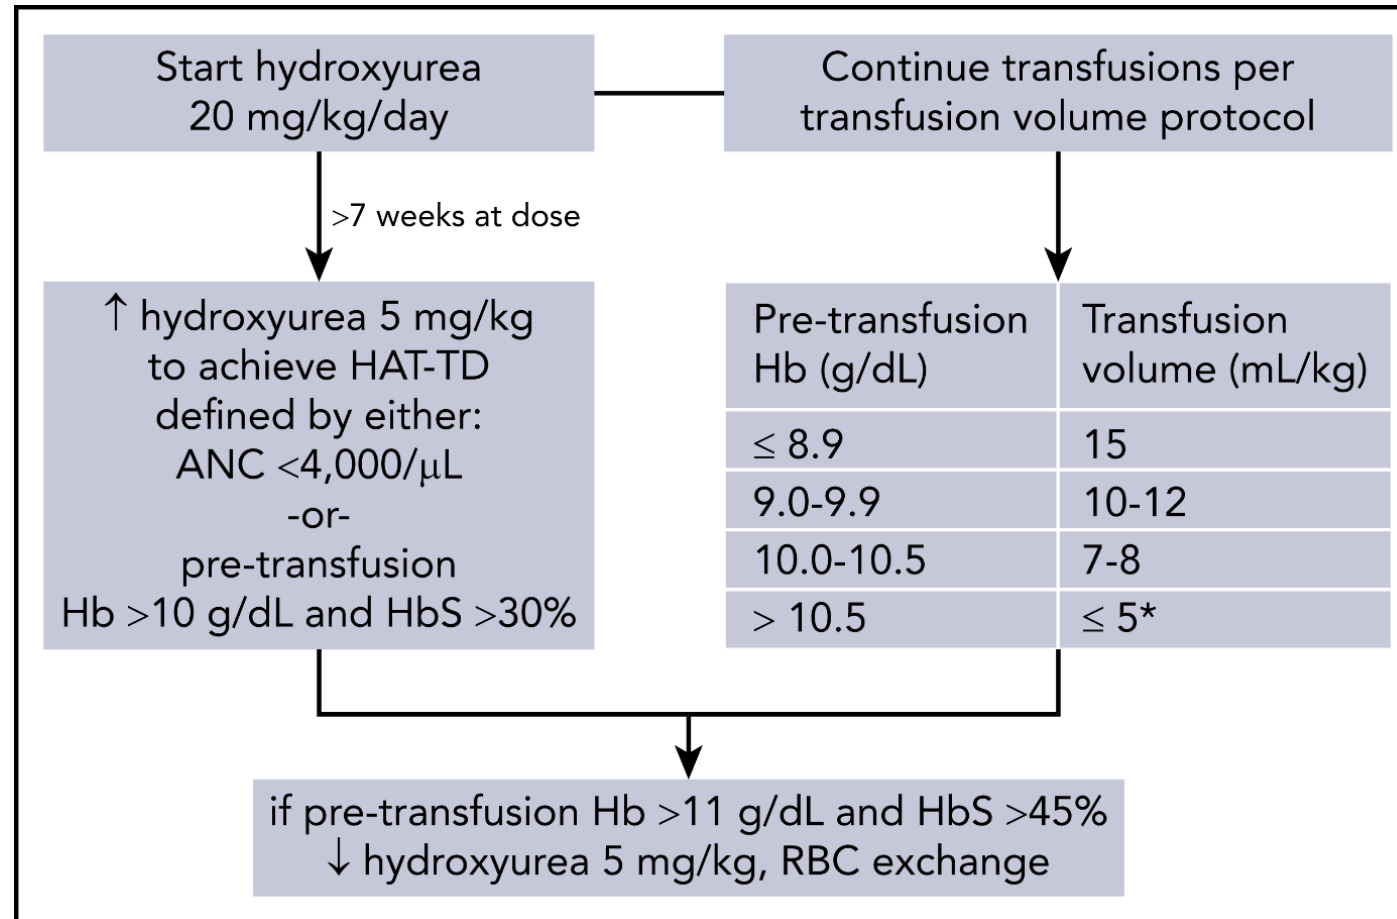 Start hydroxyurea
20 mg/kg/day
Continue transfusions per
transfusion volume protocol
>7 weeks at dose
↑ hydroxyurea 5 mg/kg
to achieve HAT-TD
defined by either:
ANC <4,000/μL
-or-
pre-transfusion
Hb >10 g/dL and HbS >30%
Pre-transfusion
Hb (g/dL)
Transfusion
volume (mL/kg)
≤ 8.9
15
9.0-9.9
10-12
10.0-10.5
7-8
> 10.5
≤ 5*
if pre-transfusion Hb >11 g/dL and HbS >45%
↓ hydroxyurea 5 mg/kg, RBC exchange